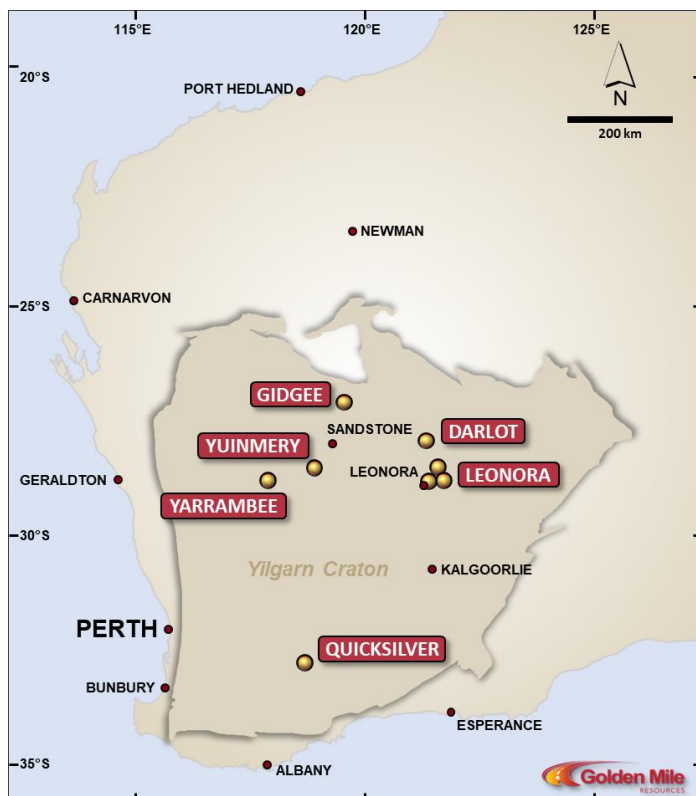 115°E
120°E
125°E
20°S
PORT HEDLAND
N
200 km
NEWMAN
25°S
CARNARVON
GIDGEE
SANDSTONE
DARLOT
YUINMERY
LEONORA
LEONORA
GERALDTON
YARRAMBEE
30°S
Yilgarn Craton
KALGOORLIE
PERTH
QUICKSILVER
BUNBURY
ESPERANCE
35°S
ALBANY
Golden Mile
RESOURCES